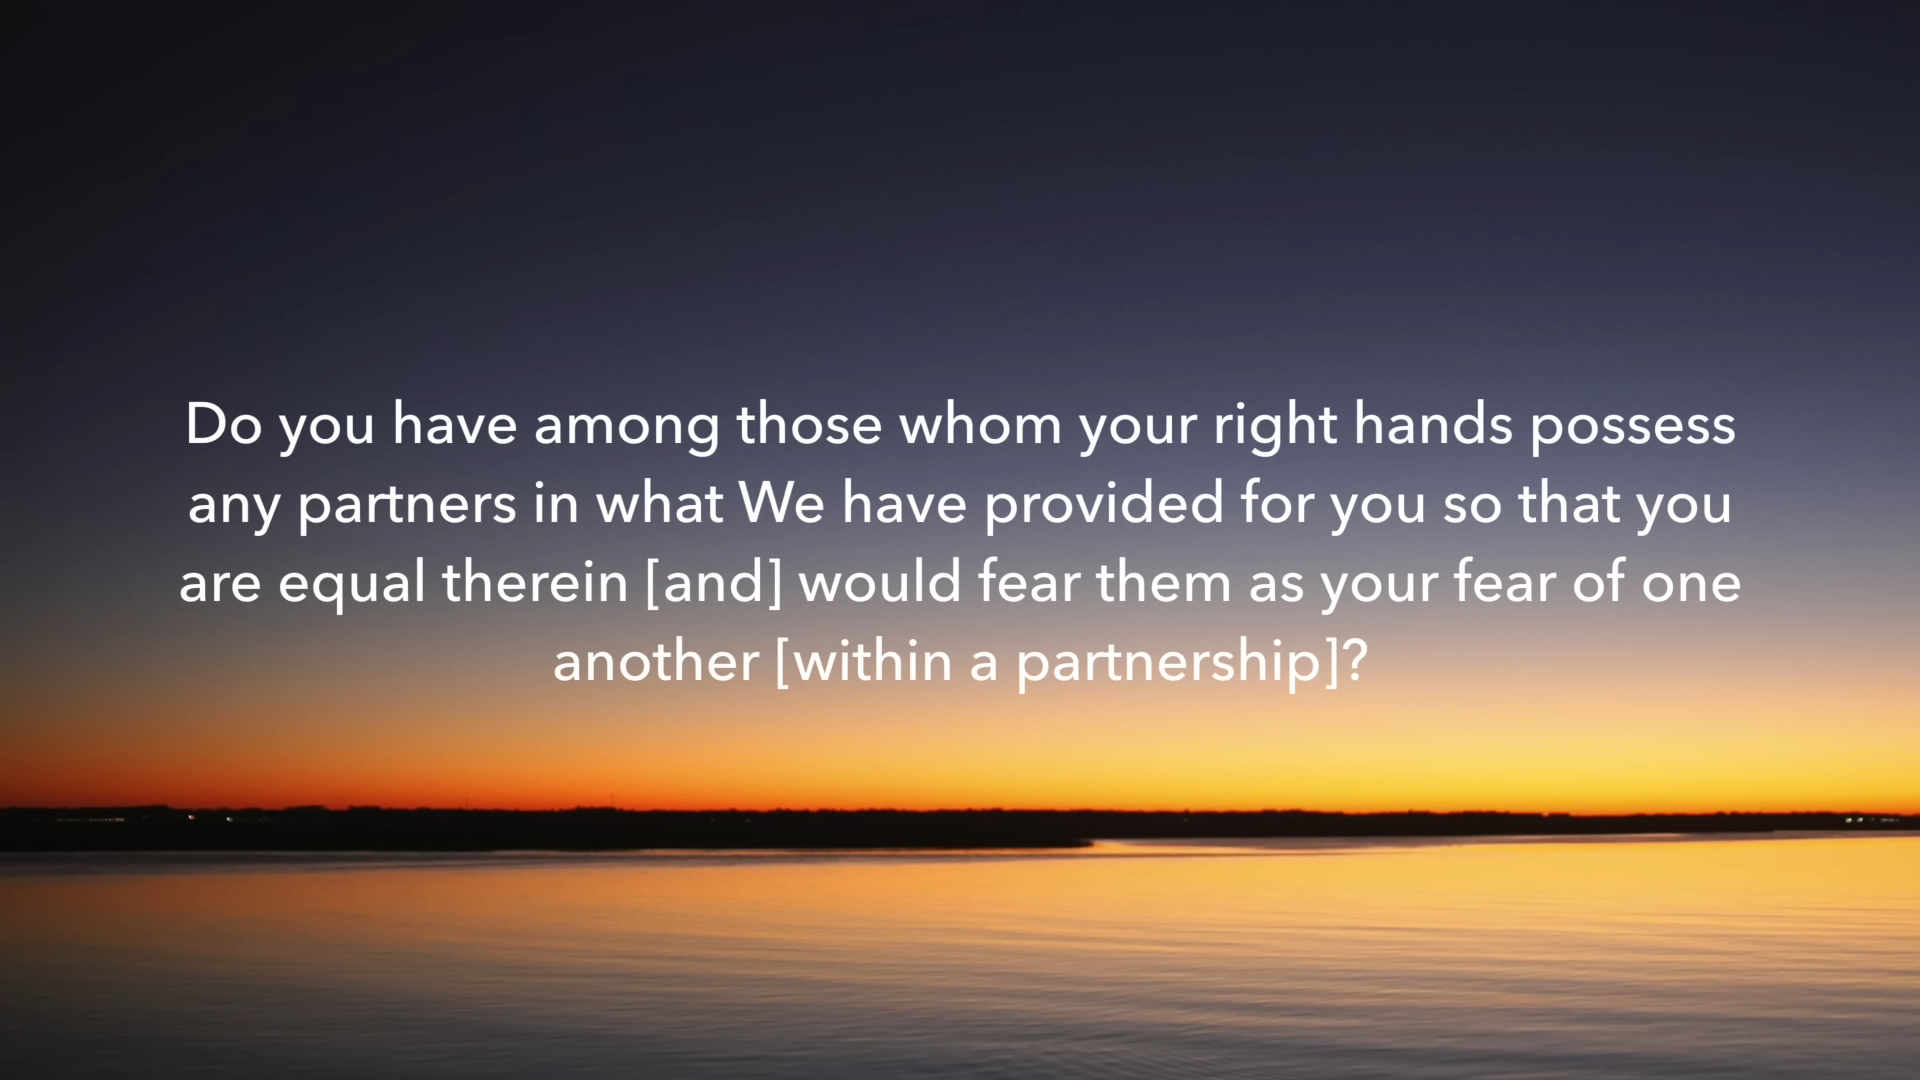 Do you have among those whom your right hands possess
any partners in what We have provided for you so that you
are equal therein [and] would fear them as your fear of one
another [within a partnership]?